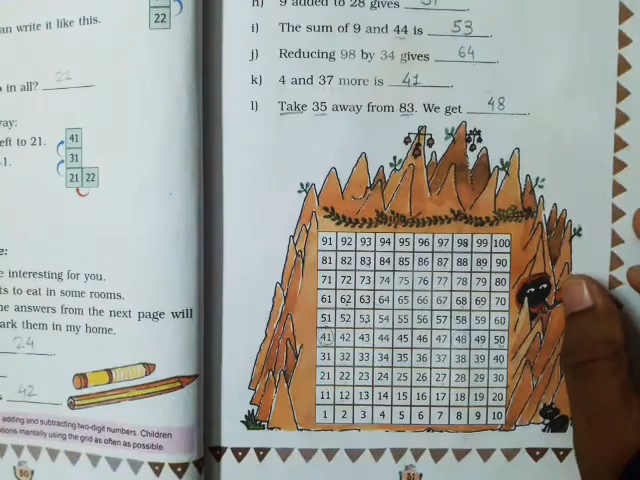 22
an write it like this.
in all? 22
ay:
eft to 21.
-1.
41
31
21 22
e:
e interesting for you.
ts to eat in some rooms.
ne answers from the next page will
ark them in my home.
24
42
adding and subtracting two-digit numbers. Children
tions mentally using the grid as often as possible.
30
h) 9 added to 28 gives 37
i) The sum of 9 and 44 is 53
j) Reducing 98 by 34 gives 64
k) 4 and 37 more is 41
l) Take 35 away from 83. We get 48
91 92 93 94 95 96 97 98 99 100
81 82 83 84 85 86 87 88 89 90
71 72 73 74 75 76 77 78 79 80
61 62 63 64 65 66 67 68 69 70
51 52 53 54 55 56 57 58 59 60
41 42 43 44 45 46 47 48 49 50
31 32 33 34 35 36 37 38 39 40
21 22 23 24 25 26 27 28 29 30
11 12 13 14 15 16 17 18 19 20
1 2 3 4 5 6 7 8 9 10
31